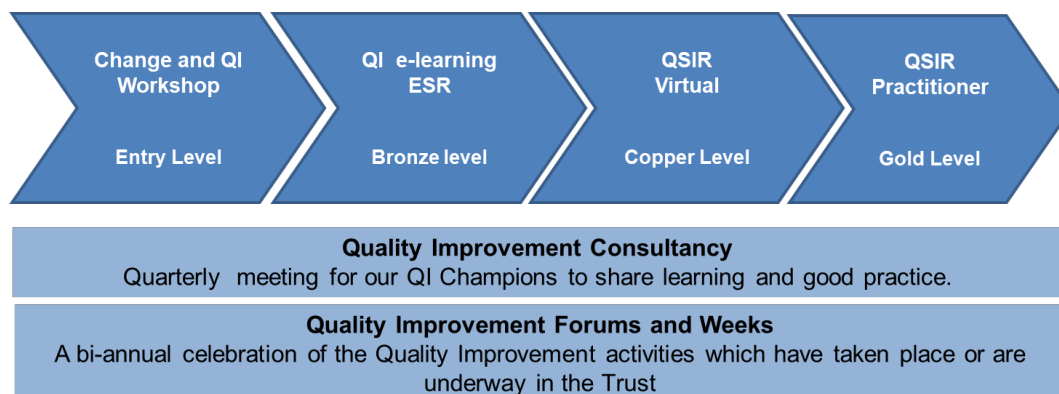 Change and QI
Workshop
Entry Level
QI e-learning
ESR
Bronze level
QSIR
Virtual
Copper Level
QSIR
Practitioner
Gold Level
Quality Improvement Consultancy
Quarterly meeting for our QI Champions to share learning and good practice.
Quality Improvement Forums and Weeks
A bi-annual celebration of the Quality Improvement activities which have taken place or are
underway in the Trust